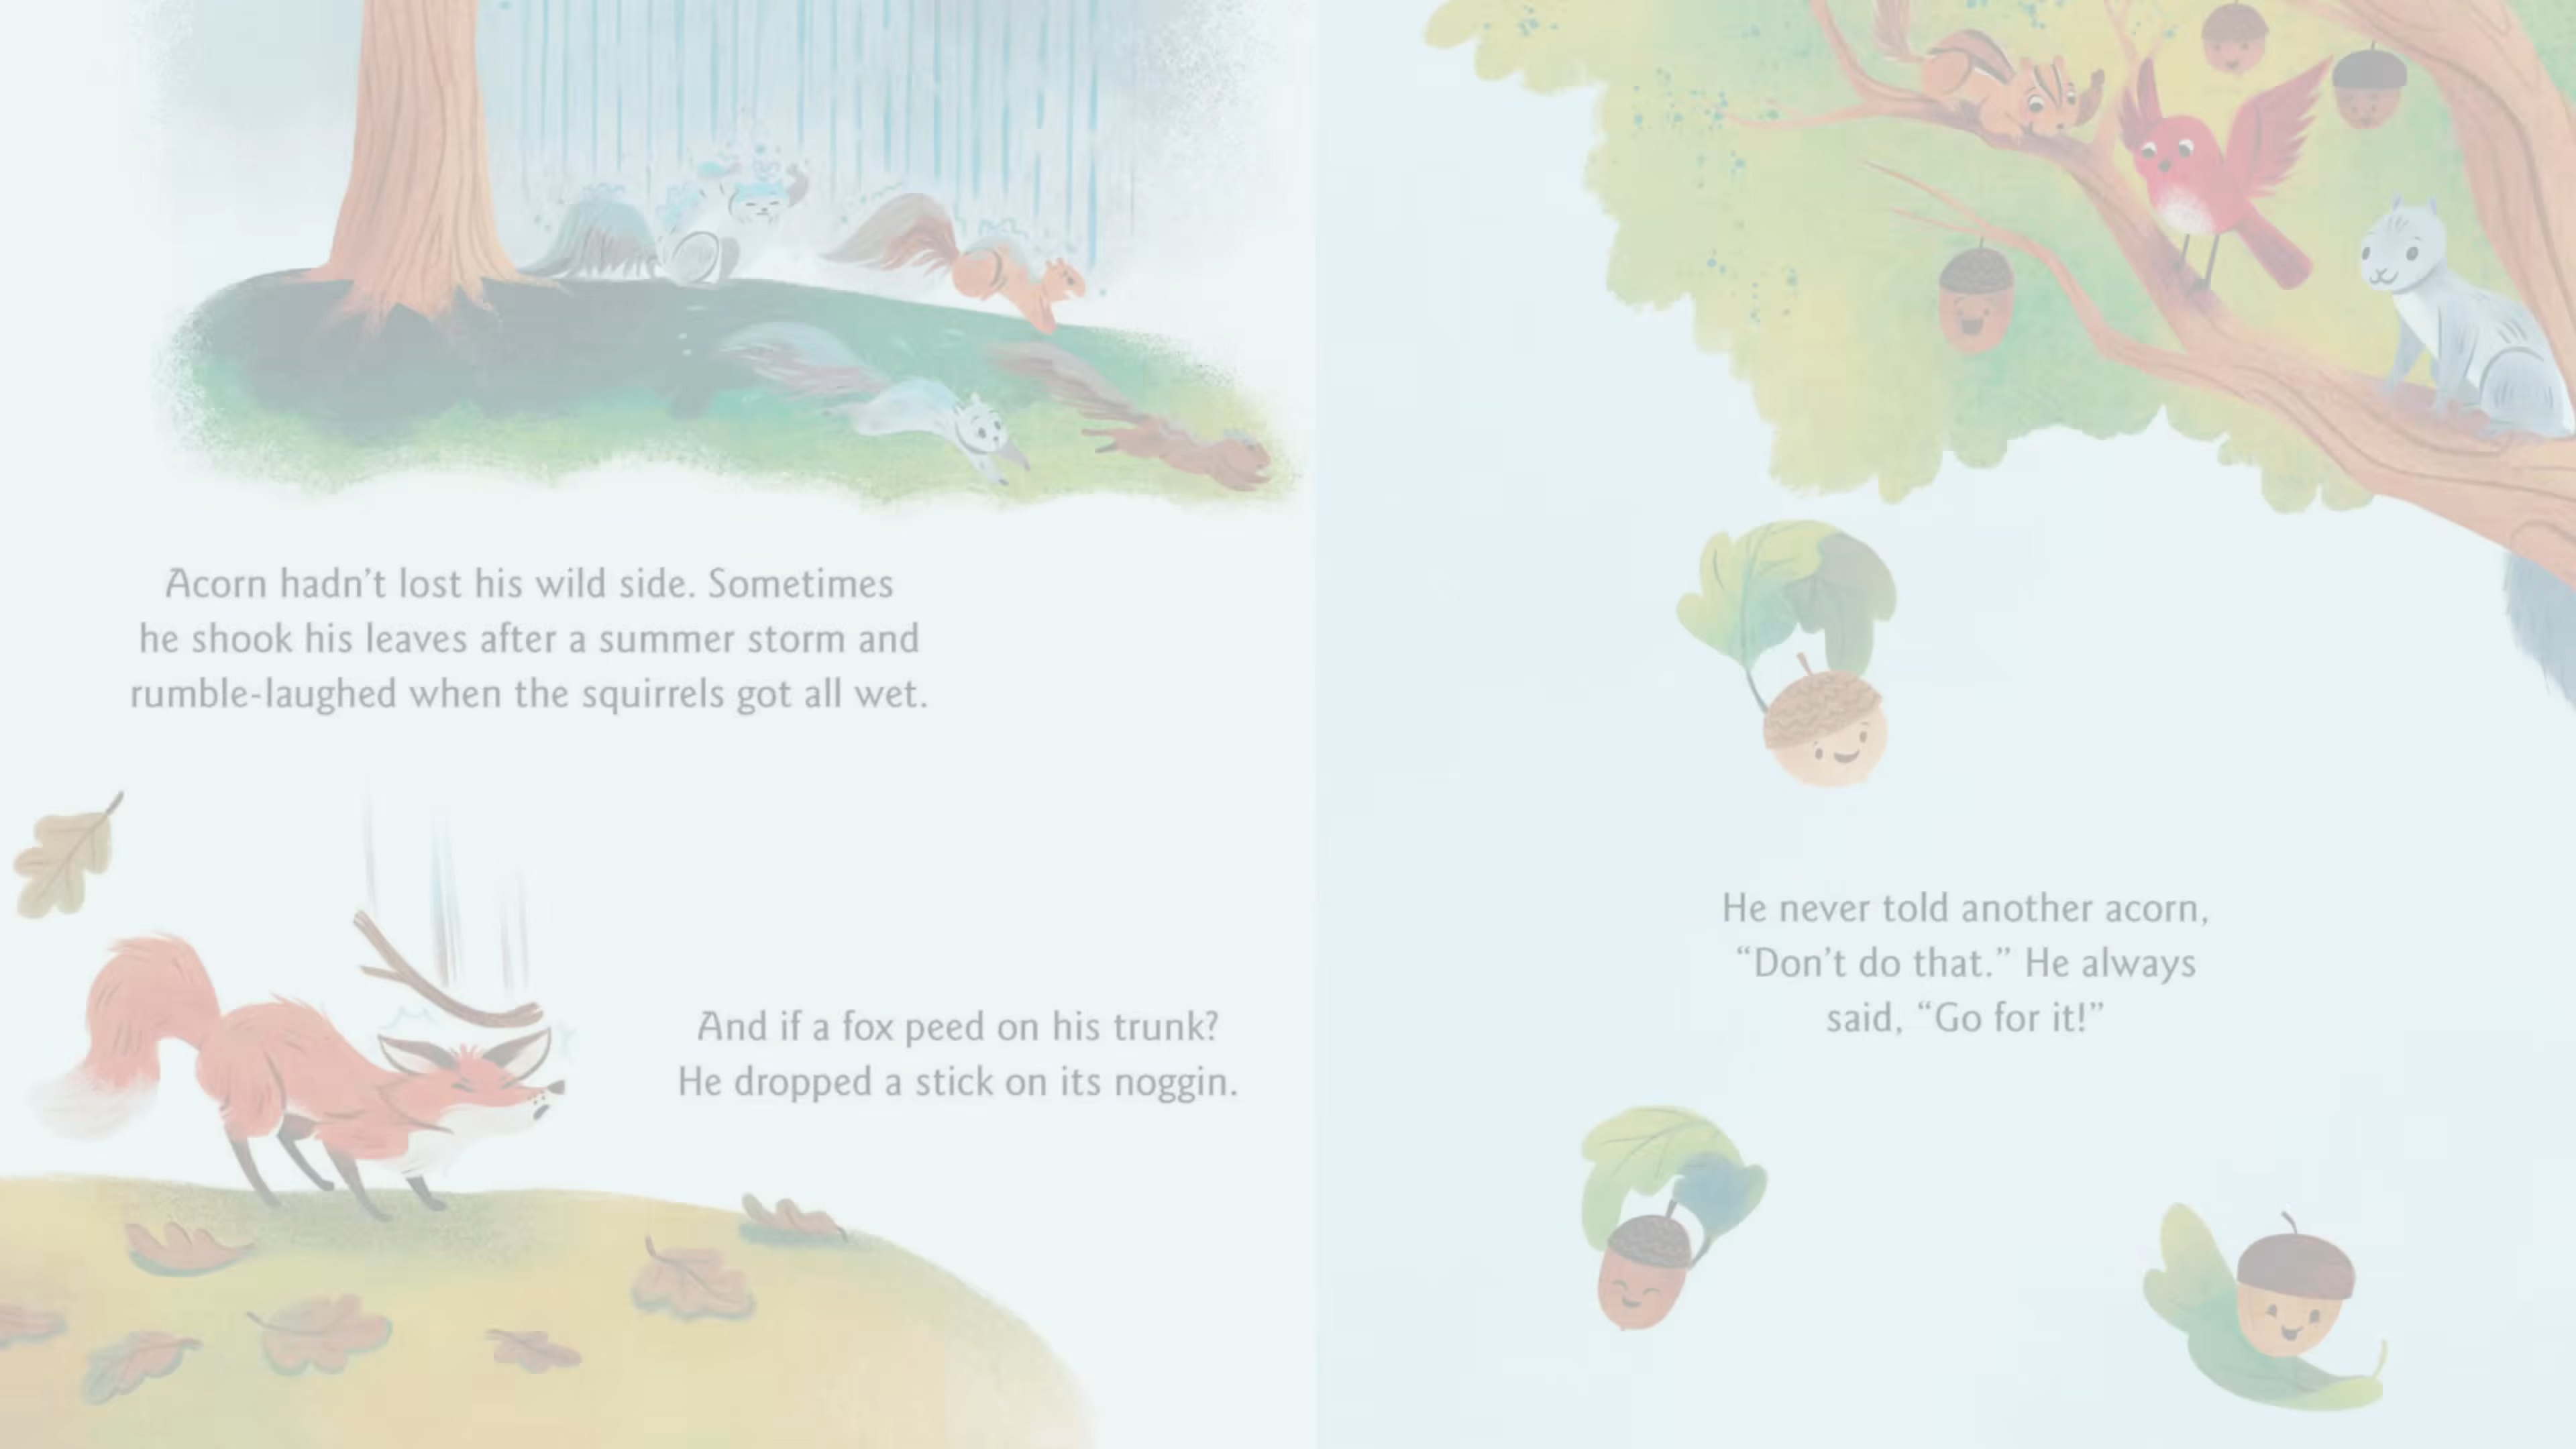 Acorn hadn’t lost his wild side. Sometimes
he shook his leaves after a summer storm and
rumble-laughed when the squirrels got all wet.
And if a fox peed on his trunk?
He dropped a stick on its noggin.
He never told another acorn,
“Don’t do that.” He always
said, “Go for it!”